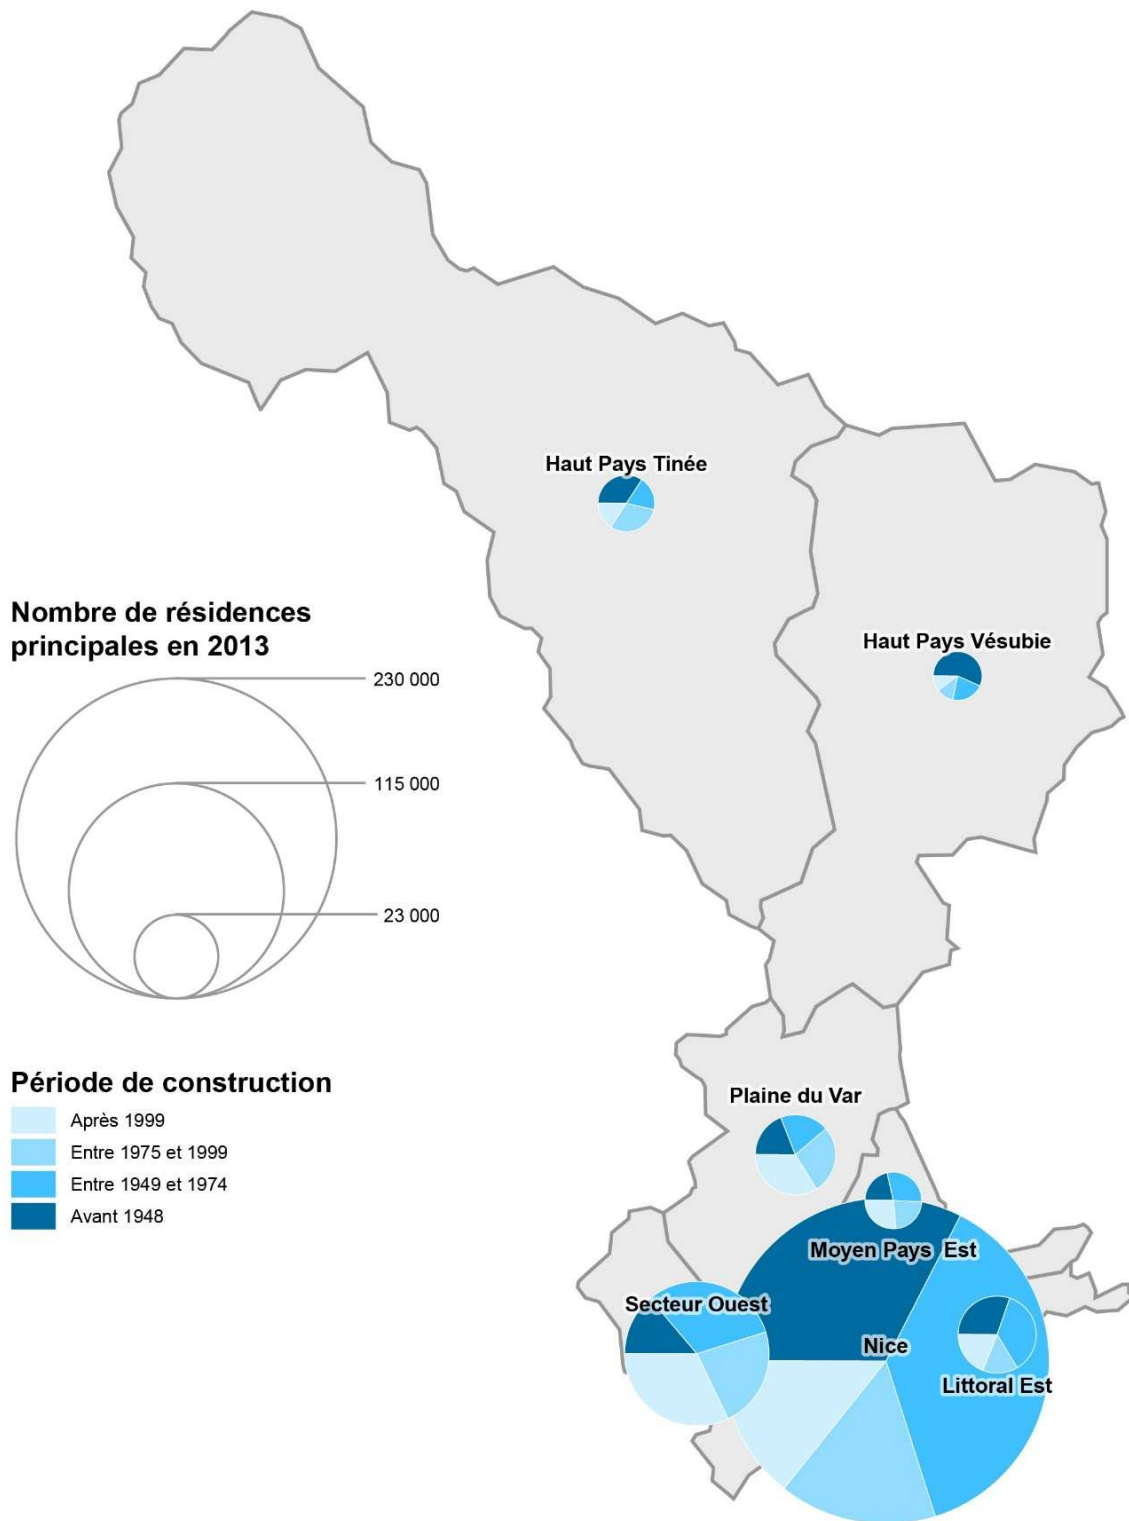 Haut Pays Tinée
Nombre de résidences
principales en 2013
230 000
115 000
23 000
Haut Pays Vésubie
Période de construction
Après 1999
Entre 1975 et 1999
Entre 1949 et 1974
Avant 1948
Plaine du Var
Moyen Pays Est
Secteur Ouest
Nice
Littoral Est